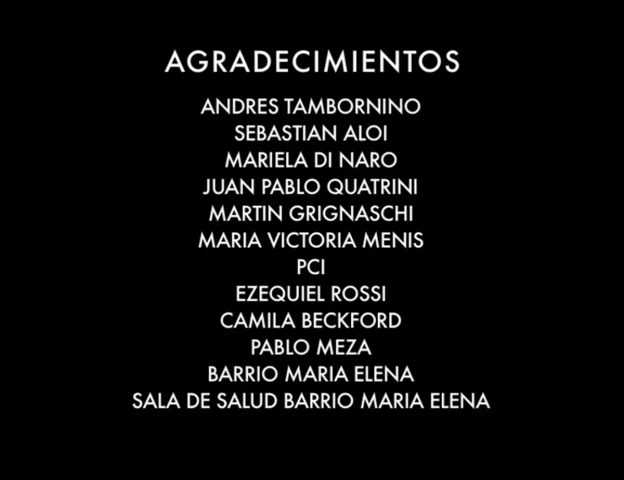 AGRADECIMIENTOS
ANDRES TAMBORNINO
SEBASTIAN ALOI
MARIELA DI NARO
JUAN PABLO QUATRINI
MARTIN GRIGNASCHI
MARIA VICTORIA MENIS
PCI
EZEQUIEL ROSSI
CAMILA BECKFORD
PABLO MEZA
BARRIO MARIA ELENA
SALA DE SALUD BARRIO MARIA ELENA